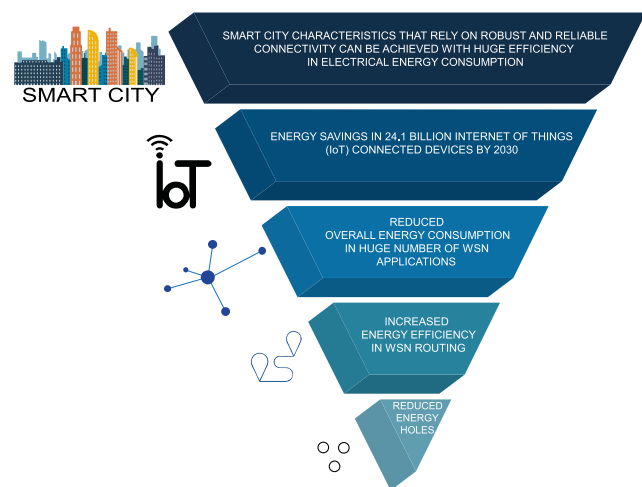 SMART CITY CHARACTERISTICS THAT RELY ON ROBUST AND RELIABLE
CONNECTIVITY CAN BE ACHIEVED WITH HUGE EFFICIENCY
IN ELECTRICAL ENERGY CONSUMPTION
SMART CITY
ENERGY SAVINGS IN 24.1 BILLION INTERNET OF THINGS
(IoT) CONNECTED DEVICES BY 2030
IoT
REDUCED
OVERALL ENERGY CONSUMPTION
IN HUGE NUMBER OF WSN
APPLICATIONS
INCREASED
ENERGY EFFICIENCY
IN WSN ROUTING
REDUCED
ENERGY
HOLES